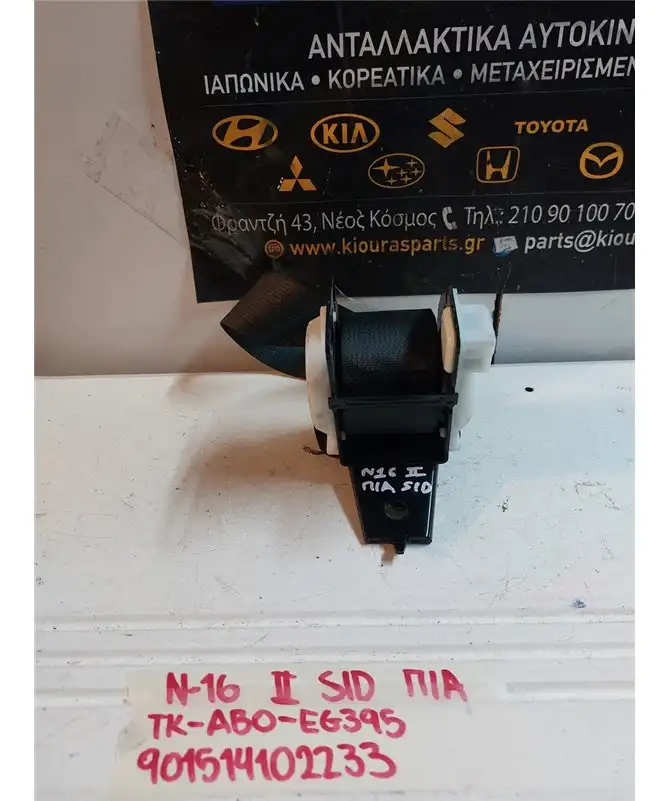 ΑΝΤΑΛΛΑΚΤΙΚΑ ΑΥΤΟΚΙΝ
ΙΑΠΩΝΙΚΑ • ΚΟΡΕΑΤΙΚΑ • ΜΕΤΑΧΕΙΡΙΣΜΕΝ
KIA
TOYOTA
Φραντζή 43, Νέος Κόσμος Τηλ.: 210 90 100 70
www.kiourasparts.gr parts@kiou
N16 II
ΠΙΑ SID
N-16 II SID ΠΙΑ
TK-AB0-EG395
901514102233